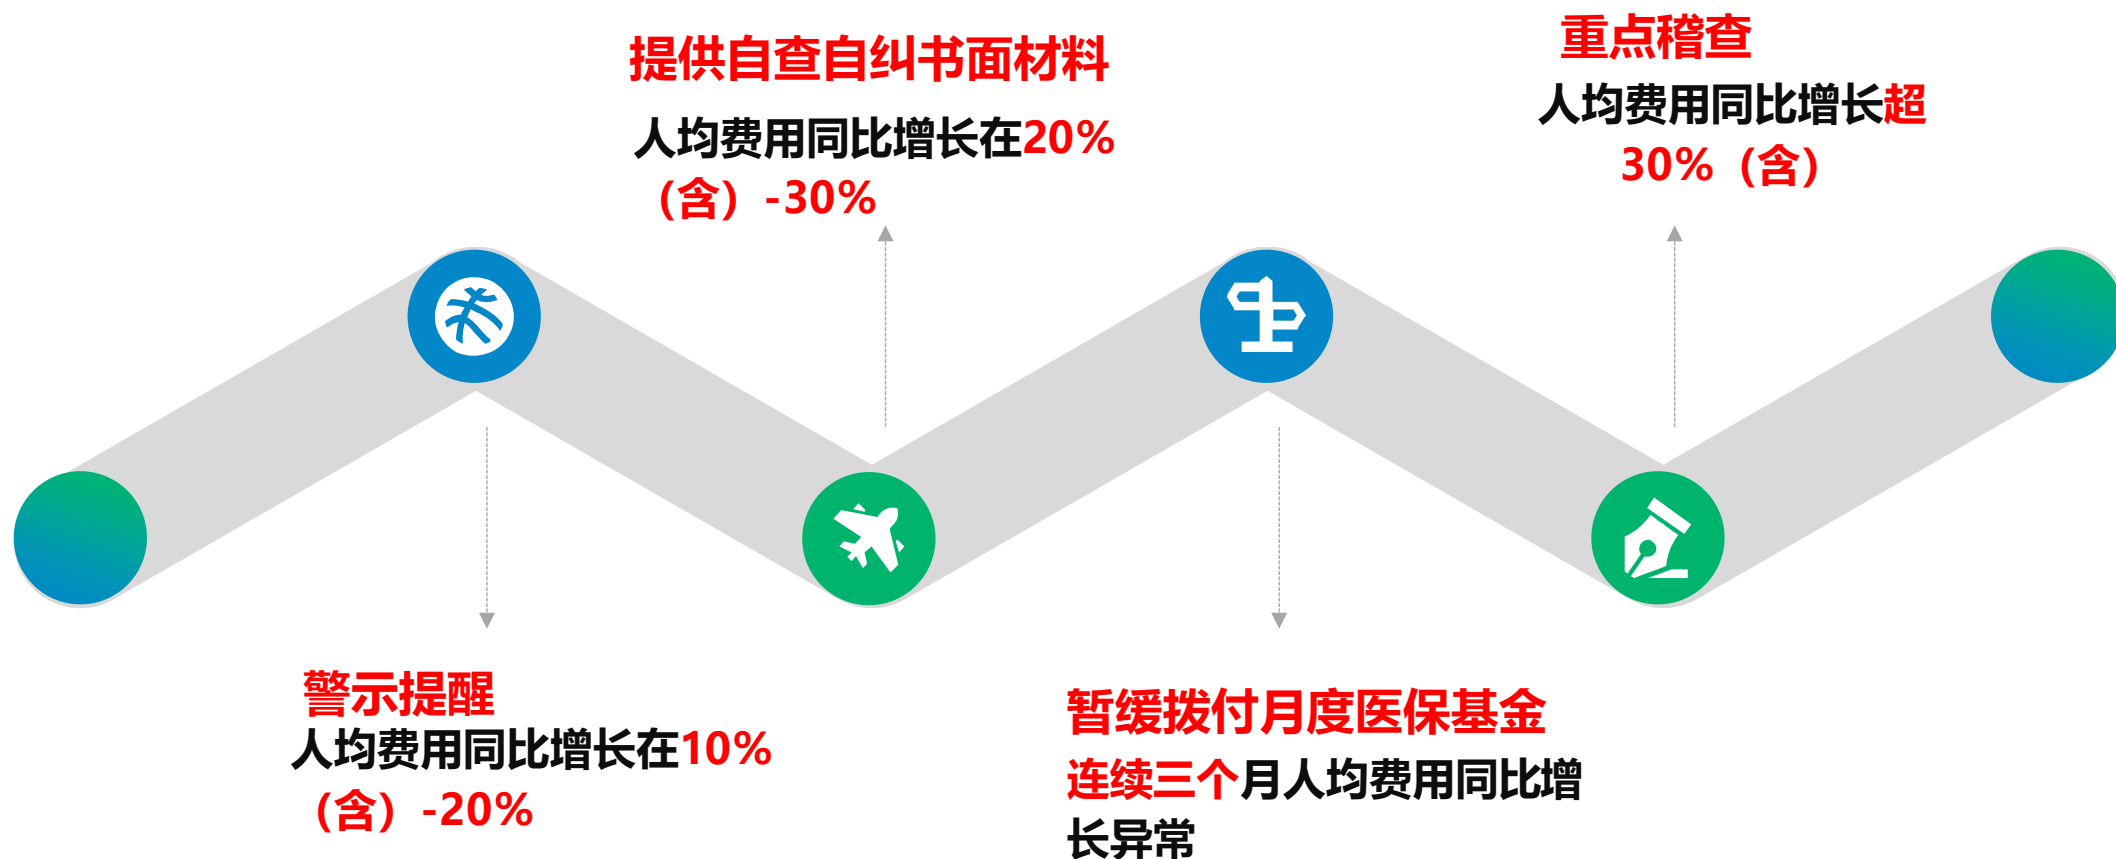 提供自查自纠书面材料
人均费用同比增长在20%
（含）-30%
重点稽查
人均费用同比增长超
30%（含）
警示提醒
人均费用同比增长在10%
（含）-20%
暂缓拨付月度医保基金
连续三个月人均费用同比增
长异常